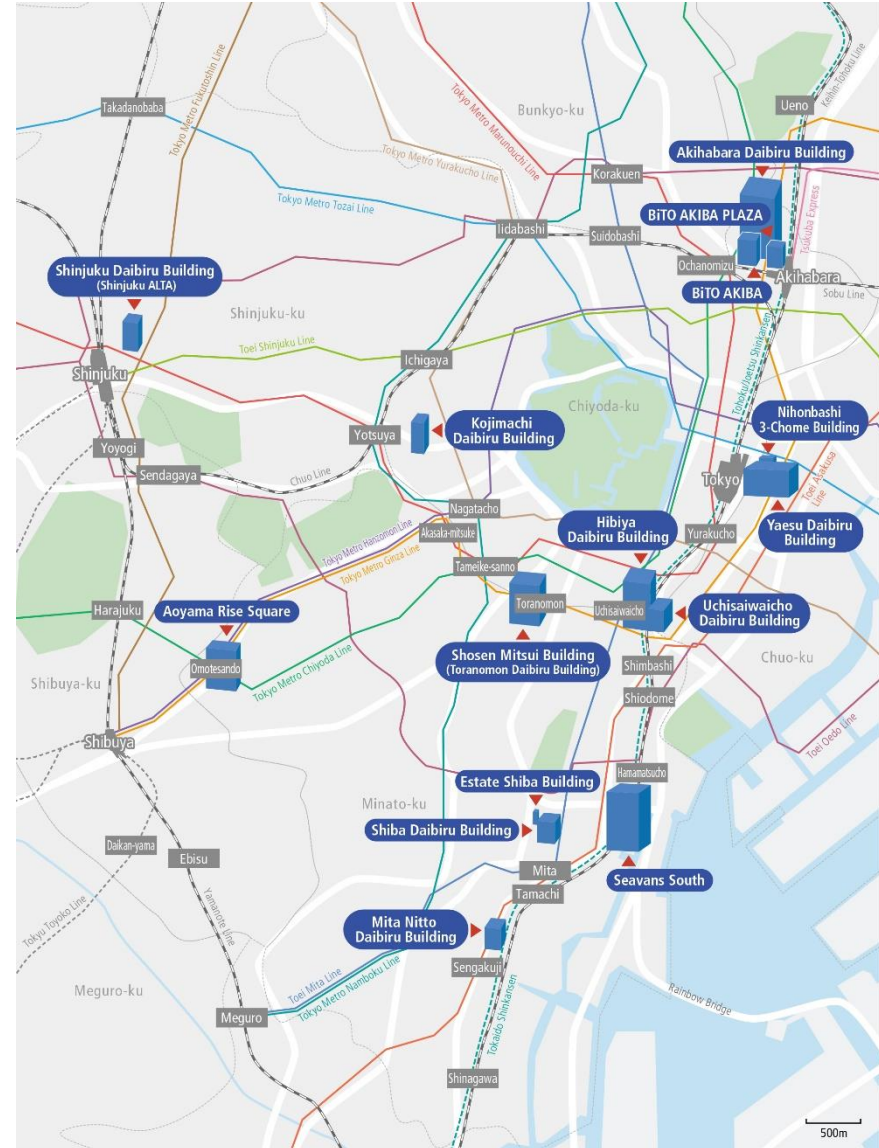 Ueno
Keihin-Tohoku Line
Takadanobaba
Tokyo Metro Fukutoshin Line
Bunkyo-ku
Tokyo Metro Marunouchi Line
Akihabara Daibiru Building
Tokyo Metro Yurakucho Line
Korakuen
Tokyo Metro Tozai Line
BiTO AKIBA PLAZA
Tsukuba Express
Iidabashi
Suidobashi
Shinjuku Daibiru Building
(Shinjuku ALTA)
Ochanomizu
Akihabara
BiTO AKIBA
Sobu Line
Shinjuku-ku
Toei Shinjuku Line
Tohoku/Joetsu Shinkansen
Ichigaya
Shinjuku
Chiyoda-ku
Nihonbashi
3-Chome Building
Kojimachi
Daibiru Building
Yotsuya
Yoyogi
Chuo Line
Sendagaya
Tokyo
Toei Asakusa
Line
Nagatacho
Hibiya
Daibiru Building
Yaesu Daibiru
Building
Akasaka-mitsuke
Yurakucho
Tokyo Metro Hanzomon Line
Tokyo Metro Ginza Line
Tameike-sanno
Harajuku
Aoyama Rise Square
Toranomon
Uchisaiwaicho
Uchisaiwaicho
Daibiru Building
Shosen Mitsui Building
(Toranomon Daibiru Building)
Shimbashi
Chuo-ku
Omotesando
Tokyo Metro Chiyoda Line
Shibuya-ku
Shiodome
Toei Oedo Line
Shibuya
Hamamatsucho
Estate Shiba Building
Minato-ku
Shiba Daibiru Building
Daikan-yama
Ebisu
Mita
Seavans South
Tamachi
Yamanote Line
Tokyu Toyoko Line
Mita Nitto
Daibiru Building
Sengakuji
Toei Mita Line
Tokyo Metro Namboku Line
Meguro-ku
Tokaido Shinkansen
Rainbow Bridge
Meguro
Shinagawa
500m